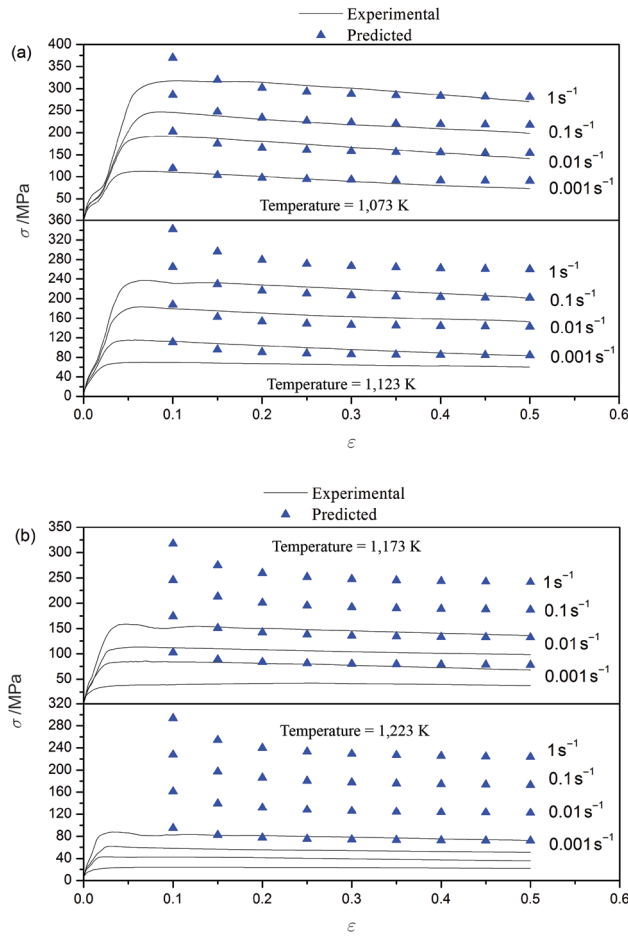 Experimental
Predicted
(a)
400
350
300
250
200
150
100
50
1 s⁻¹
0.1 s⁻¹
0.01 s⁻¹
0.001 s⁻¹
Temperature = 1,073 K
σ /MPa
360
320
280
240
200
160
120
80
40
0
1 s⁻¹
0.1 s⁻¹
0.01 s⁻¹
0.001 s⁻¹
Temperature = 1,123 K
0.0 0.1 0.2 0.3 0.4 0.5 0.6
ε
Experimental
Predicted
(b)
350
300
250
200
150
100
50
Temperature = 1,173 K
1 s⁻¹
0.1 s⁻¹
0.01 s⁻¹
0.001 s⁻¹
σ /MPa
320
280
240
200
160
120
80
40
0
Temperature = 1,223 K
1 s⁻¹
0.1 s⁻¹
0.01 s⁻¹
0.001 s⁻¹
0.0 0.1 0.2 0.3 0.4 0.5 0.6
ε